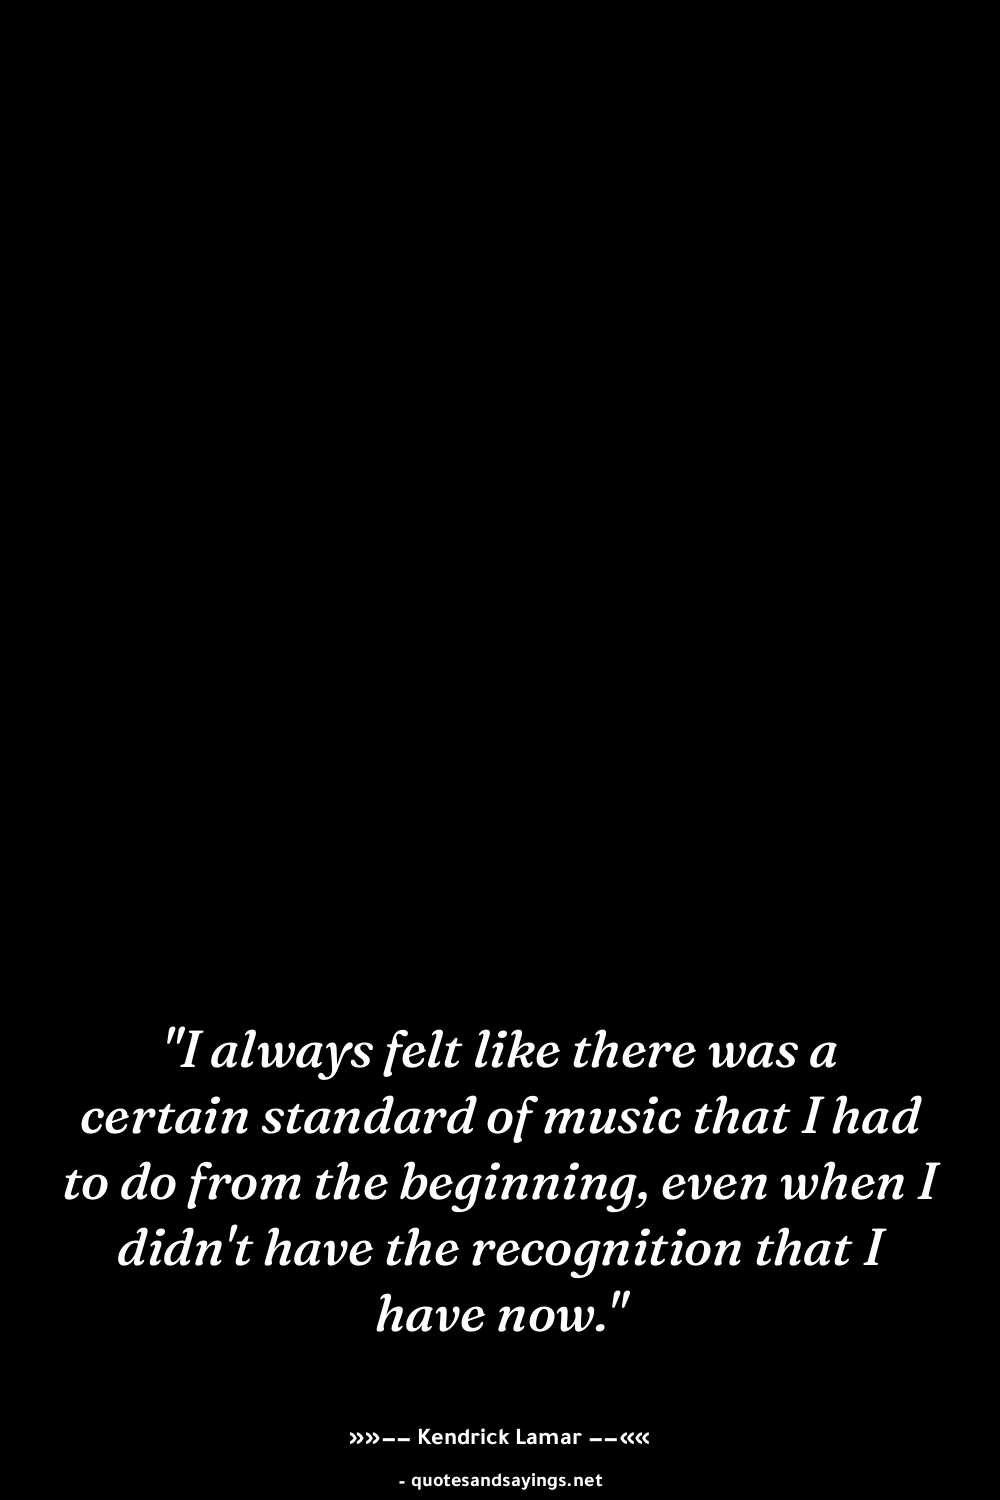 "I always felt like there was a
certain standard of music that I had
to do from the beginning, even when I
didn't have the recognition that I
have now."
»»−− Kendrick Lamar −−««
- quotesandsayings.net